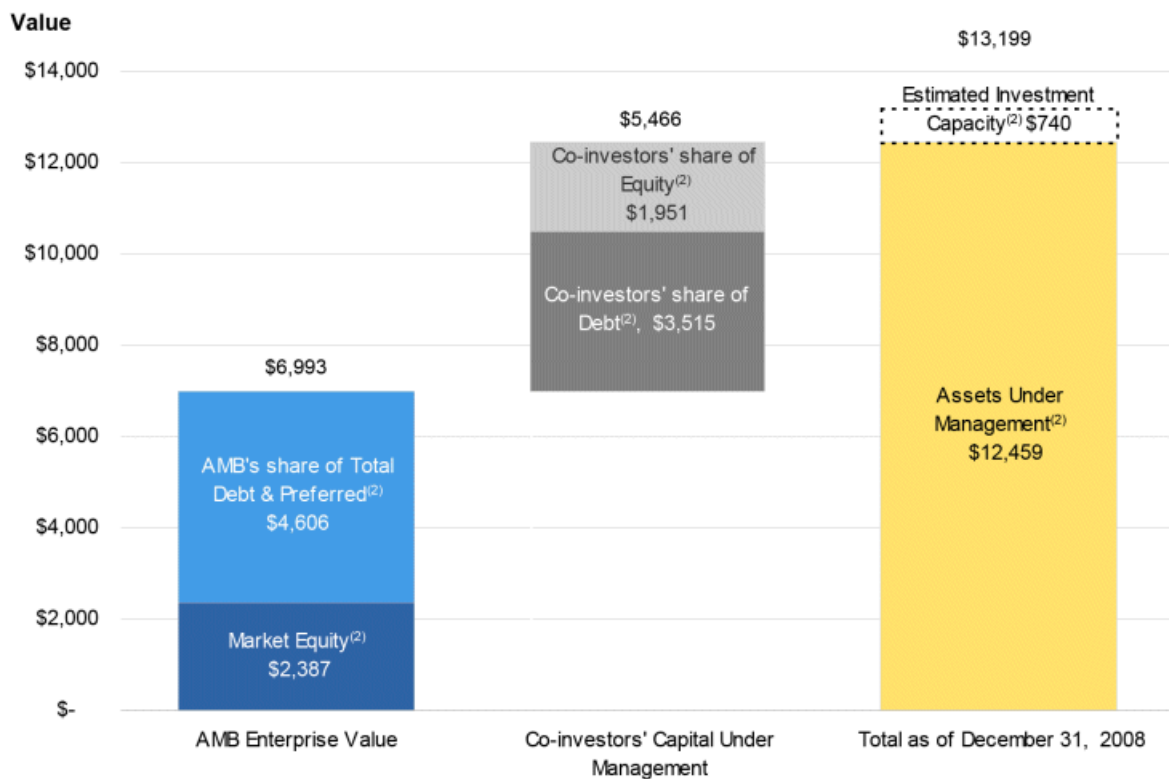 Value
$13,199
$14,000
Estimated Investment
Capacity(2) $740
$5,466
$12,000
Co-investors' share of
Equity(2)
$1,951
$10,000
Co-investors' share of
Debt(2), $3,515
$8,000
$6,993
Assets Under
Management(2)
$12,459
$6,000
AMB's share of Total
Debt & Preferred(2)
$4,606
$4,000
$2,000
Market Equity(2)
$2,387
$-
AMB Enterprise Value
Co-investors' Capital Under
Management
Total as of December 31, 2008